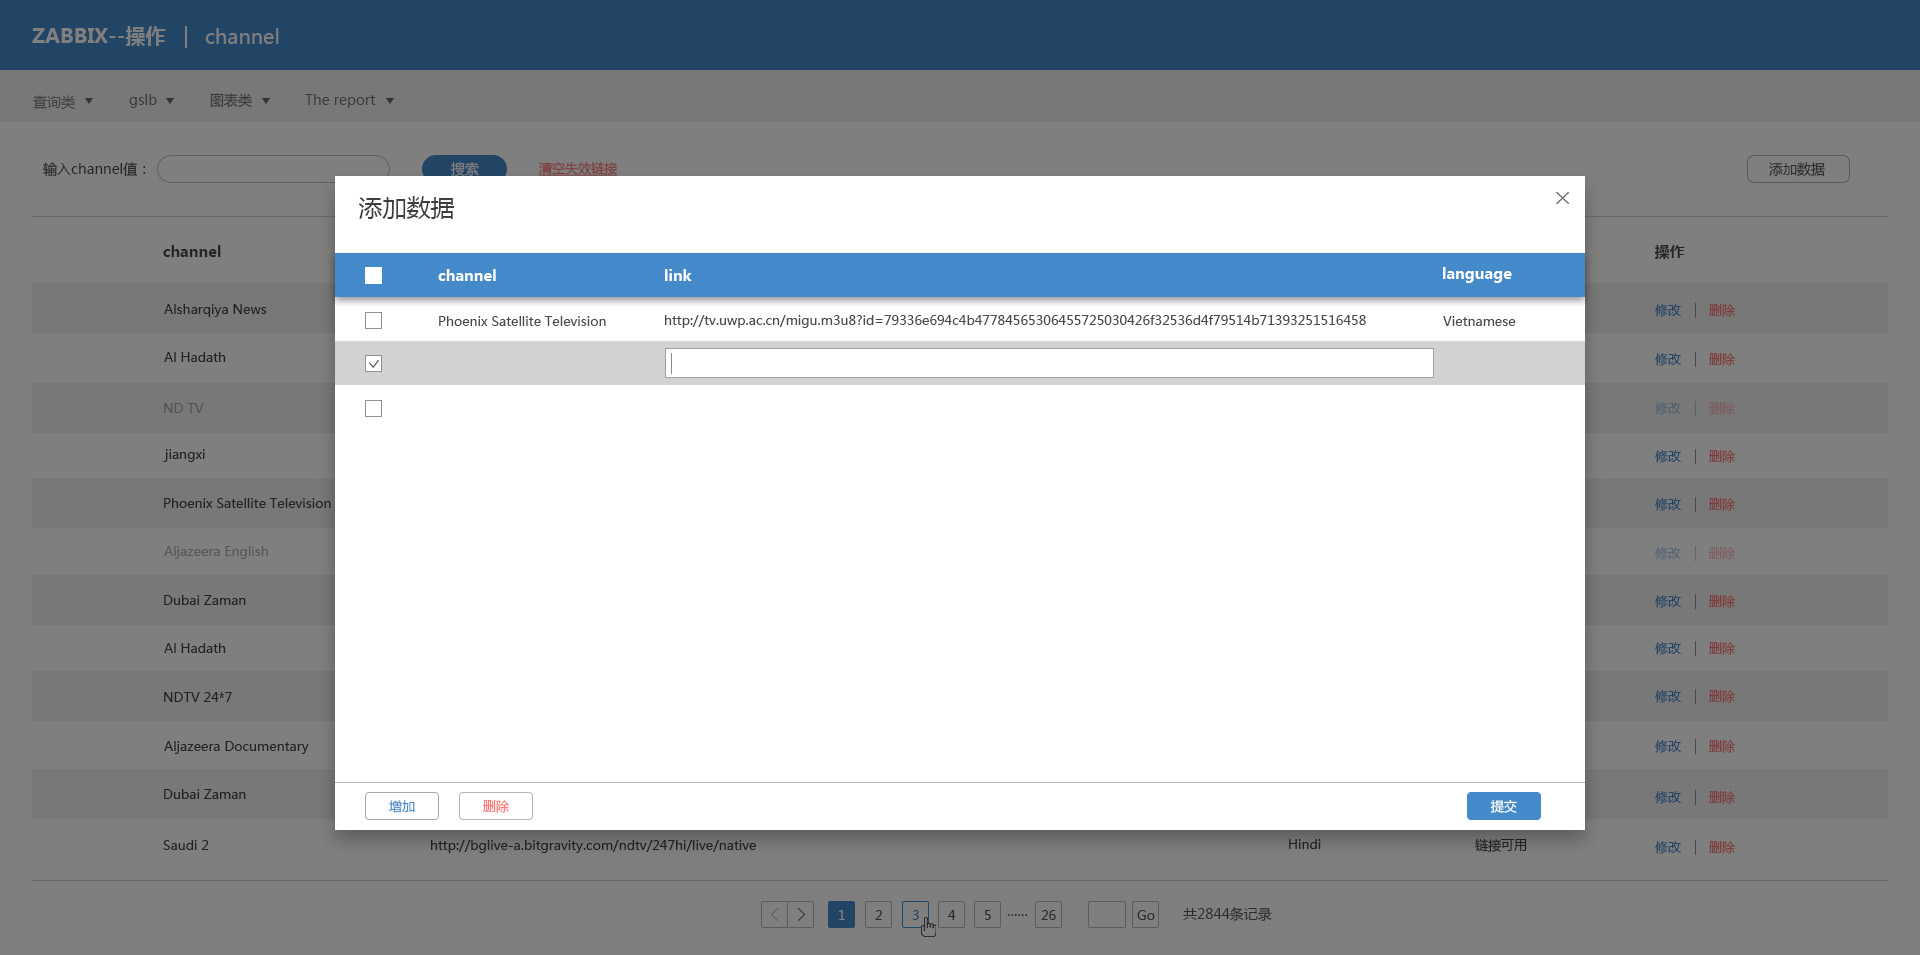 ZABBIX--操作 | channel
查询类 gslb 图表类 The report
输入channel值： 搜索 清空失效链接 添加数据
添加数据
channel 操作
channel link language
Alsharqiya News 修改 | 删除
Phoenix Satellite Television http://tv.uwp.ac.cn/migu.m3u8?id=79336e694c4b47784565306455725030426f32536d4f79514b71393251516458 Vietnamese
Al Hadath 修改 | 删除
ND TV 修改 | 删除
jiangxi 修改 | 删除
Phoenix Satellite Television 修改 | 删除
Aljazeera English 修改 | 删除
Dubai Zaman 修改 | 删除
Al Hadath 修改 | 删除
NDTV 24*7 修改 | 删除
Aljazeera Documentary 修改 | 删除
Dubai Zaman 修改 | 删除
增加 删除 提交
Saudi 2 http://bglive-a.bitgravity.com/ndtv/247hi/live/native Hindi 链接可用 修改 | 删除
< > 1 2 3 4 5 ...... 26 Go 共2844条记录